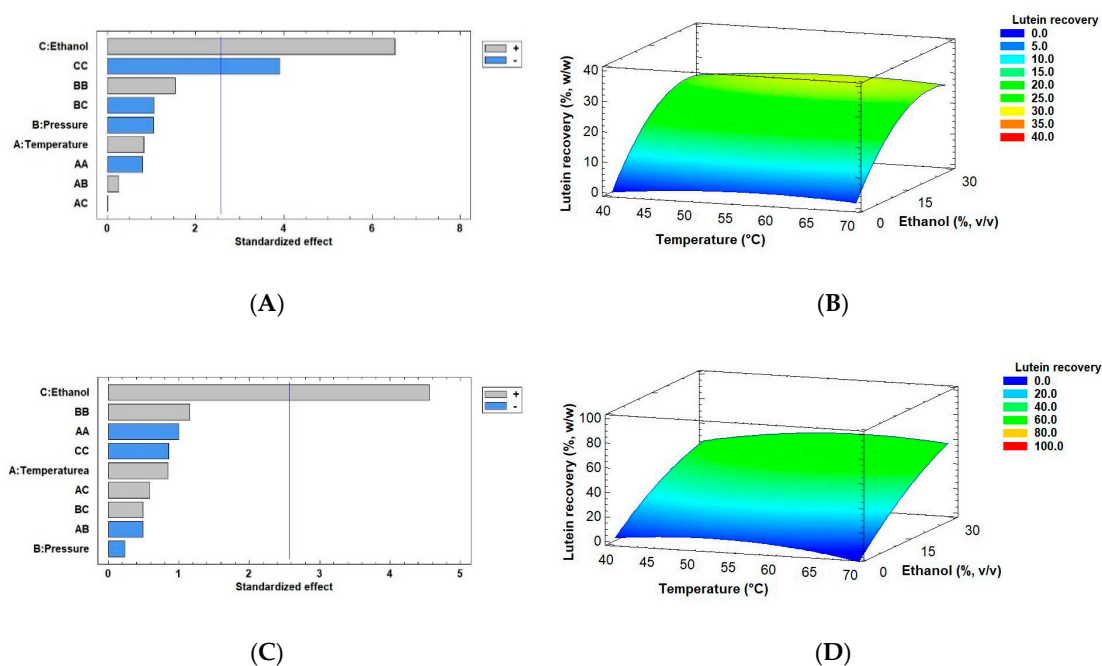 C:Ethanol
CC
BB
BC
B:Pressure
A:Temperature
AA
AB
AC
0 2 4 6 8
Standardized effect
+
-
(A)
Lutein recovery (%, w/w)
40
30
20
10
0
40 45 50 55 60 65 70
Temperature (°C)
0 15 30
Ethanol (%, v/v)
Lutein recovery
0.0
5.0
10.0
15.0
20.0
25.0
30.0
35.0
40.0
(B)
C:Ethanol
BB
AA
CC
A:Temperaturea
AC
BC
AB
B:Pressure
0 1 2 3 4 5
Standardized effect
+
-
(C)
Lutein recovery (%, w/w)
100
80
60
40
20
0
40 45 50 55 60 65 70
Temperature (°C)
0 15 30
Ethanol (%, v/v)
Lutein recovery
0.0
20.0
40.0
60.0
80.0
100.0
(D)